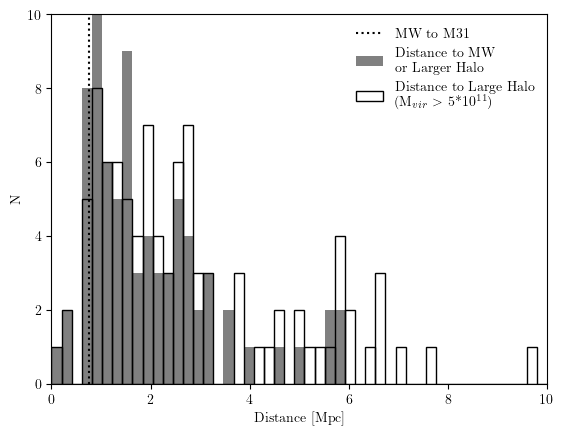 10
8
6
4
2
0
N
MW to M31
Distance to MW
or Larger Halo
Distance to Large Halo
(M_{vir} > 5*10^{11})
0 2 4 6 8 10
Distance [Mpc]